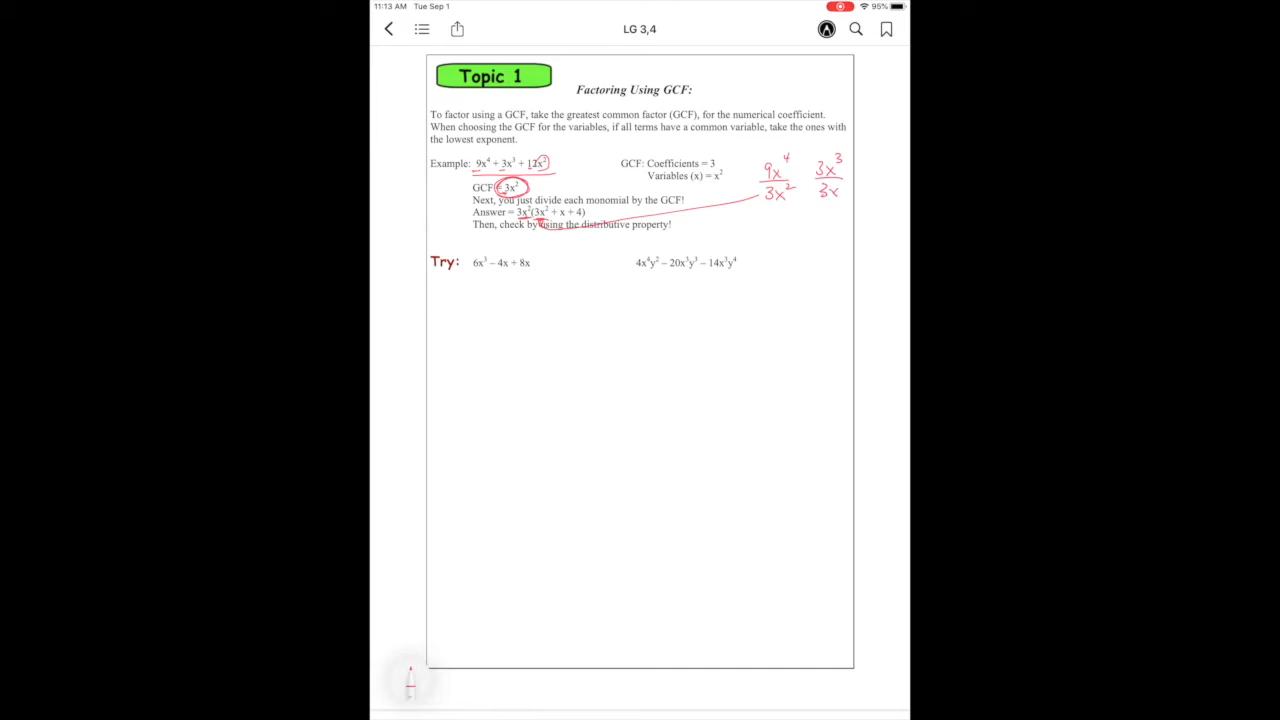 11:13 AM Tue Sep 1 95%
LG 3,4
Topic 1
Factoring Using GCF:
To factor using a GCF, take the greatest common factor (GCF), for the numerical coefficient.
When choosing the GCF for the variables, if all terms have a common variable, take the ones with
the lowest exponent.
Example: 9x⁴ + 3x³ + 12x² GCF: Coefficients = 3
Variables (x) = x²
9x⁴ 3x³
3x² 3x
GCF = 3x²
Next, you just divide each monomial by the GCF!
Answer = 3x²(3x² + x + 4)
Then, check by using the distributive property!
Try: 6x³ – 4x + 8x 4x⁴y² – 20x³y³ – 14x³y⁴